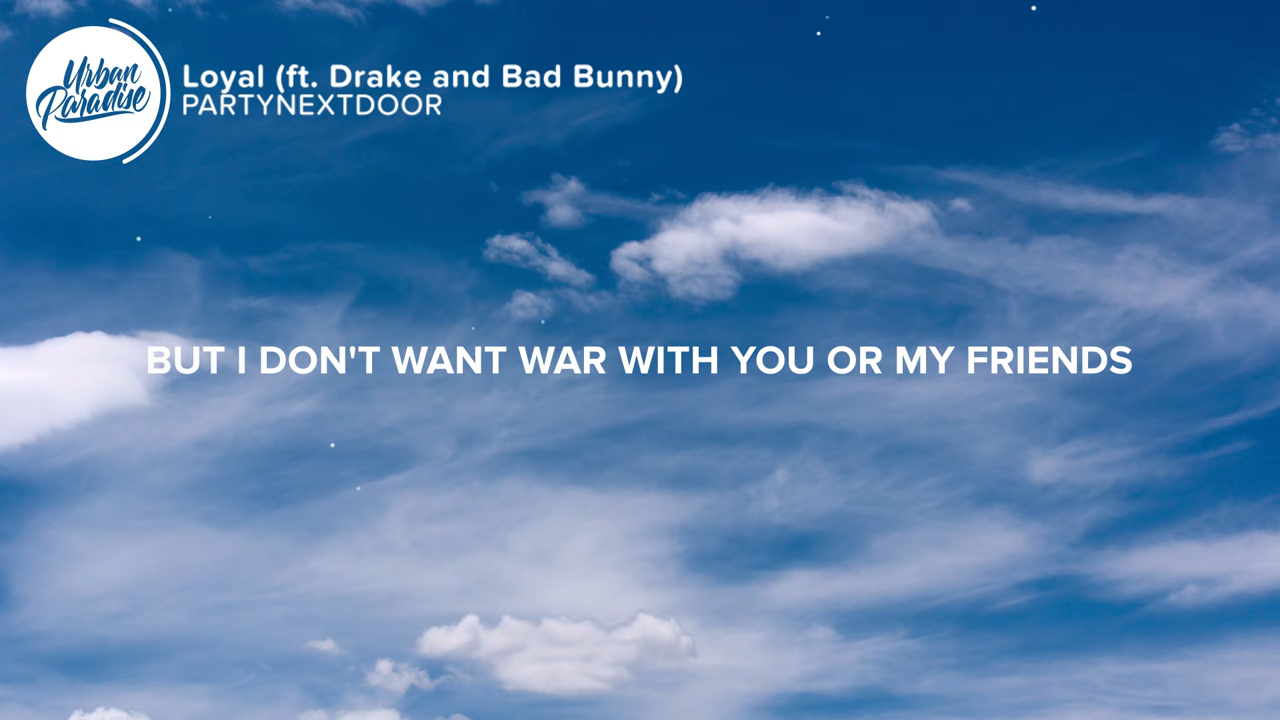 Urban
Paradise
Loyal (ft. Drake and Bad Bunny)
PARTYNEXTDOOR
BUT I DON'T WANT WAR WITH YOU OR MY FRIENDS